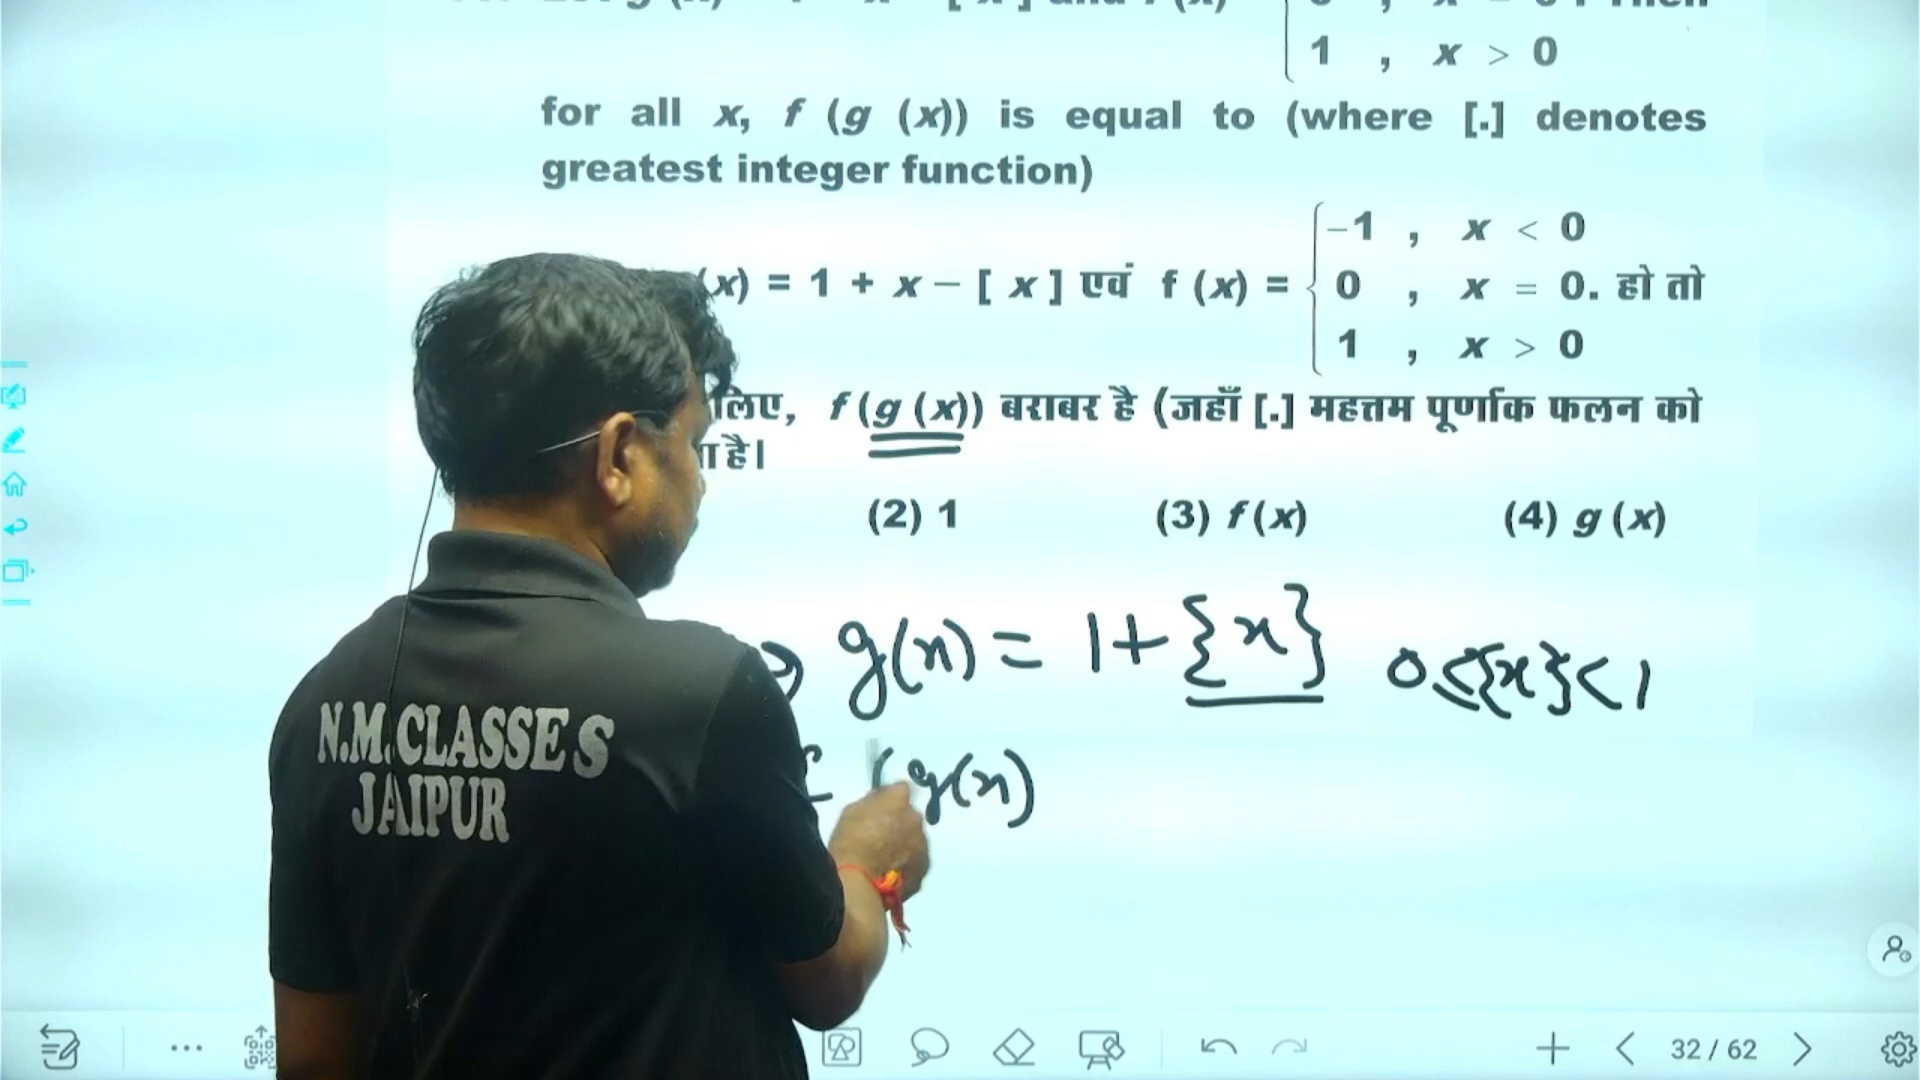 1 , x > 0
for all x, f (g (x)) is equal to (where [.] denotes
greatest integer function)
(x) = 1 + x – [ x ] एवं f (x) = { –1 , x < 0
0 , x = 0. हो तो
1 , x > 0
लिए, f (g (x)) बराबर है (जहाँ [.] महत्तम पूर्णांक फलन को
है।
(2) 1 (3) f (x) (4) g (x)
g(x) = 1+{x} 0≤{x}<1
(g(x)
N.M. CLASSES
JAIPUR
32 / 62